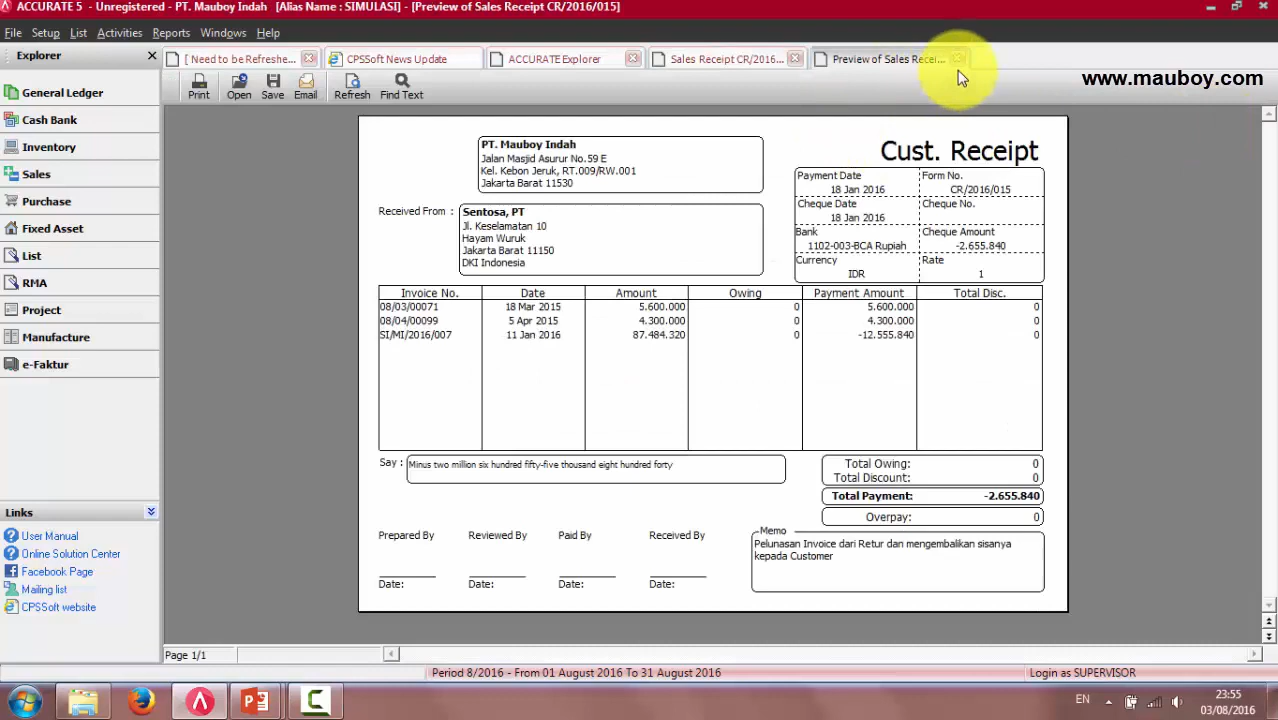 ACCURATE 5 - Unregistered - PT. Mauboy Indah [Alias Name : SIMULASI] - [Preview of Sales Receipt CR/2016/015]
File Setup List Activities Reports Windows Help
Explorer
[ Need to be Refreshe...
CPSSoft News Update
ACCURATE Explorer
Sales Receipt CR/2016...
Preview of Sales Recei...
Print
Open
Save
Email
Refresh
Find Text
www.mauboy.com
General Ledger
Cash Bank
Inventory
Sales
Purchase
Fixed Asset
List
RMA
Project
Manufacture
e-Faktur
Links
User Manual
Online Solution Center
Facebook Page
Mailing list
CPSSoft website
PT. Mauboy Indah
Jalan Masjid Asurur No.59 E
Kel. Kebon Jeruk, RT.009/RW.001
Jakarta Barat 11530
Cust. Receipt
Received From :
Sentosa, PT
Jl. Keselamatan 10
Hayam Wuruk
Jakarta Barat 11150
DKI Indonesia
Payment Date Form No.
18 Jan 2016 CR/2016/015
Cheque Date Cheque No.
18 Jan 2016
Bank Cheque Amount
1102-003-BCA Rupiah -2.655.840
Currency Rate
IDR 1
Invoice No. Date Amount Owing Payment Amount Total Disc.
08/03/00071 18 Mar 2015 5.600.000 0 5.600.000 0
08/04/00099 5 Apr 2015 4.300.000 0 4.300.000 0
SI/MI/2016/007 11 Jan 2016 87.484.320 0 -12.555.840 0
Say : Minus two million six hundred fifty-five thousand eight hundred forty
Total Owing: 0
Total Discount: 0
Total Payment: -2.655.840
Overpay: 0
Prepared By Reviewed By Paid By Received By
Date: Date: Date: Date:
Memo
Pelunasan Invoice dari Retur dan mengembalikan sisanya
kepada Customer
Page 1/1
Period 8/2016 - From 01 August 2016 To 31 August 2016
Login as SUPERVISOR
EN
23:55
03/08/2016